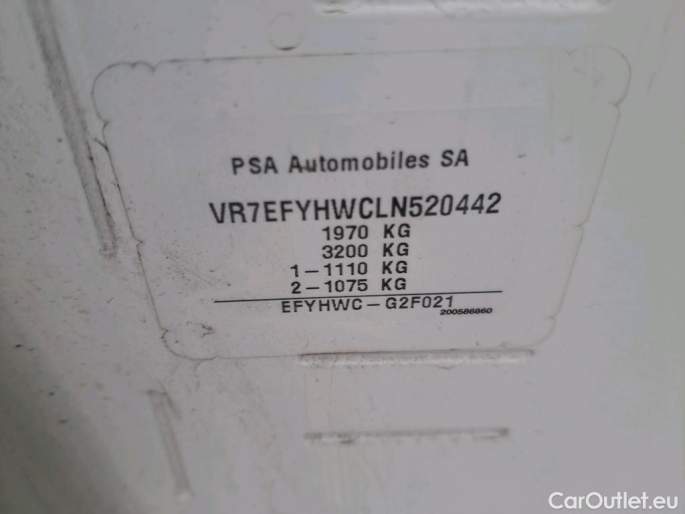 PSA Automobiles SA
VR7EFYHWCLN520442
1970 KG
3200 KG
1-1110 KG
2-1075 KG
EFYHWC-G2F021
200586860
CarOutlet.eu